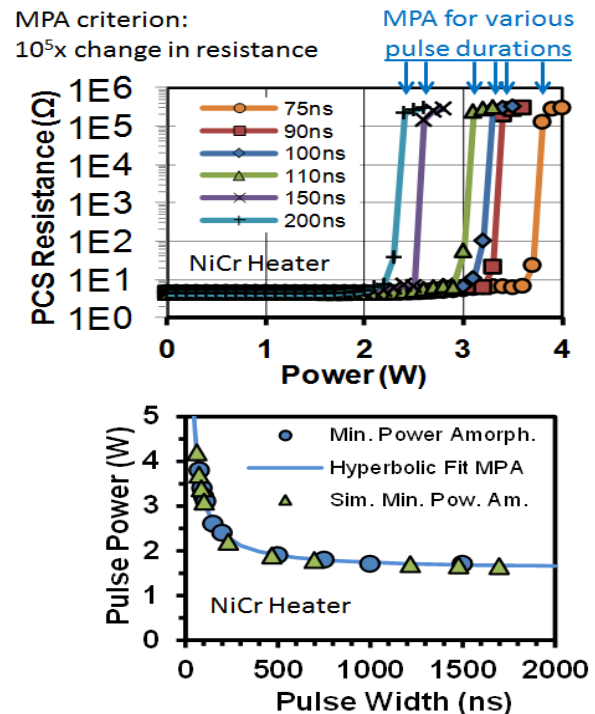 MPA criterion:
10⁵x change in resistance
MPA for various
pulse durations
PCS Resistance (Ω)
1E6
1E5
1E4
1E3
1E2
1E1
1E0
75ns
90ns
100ns
110ns
150ns
200ns
NiCr Heater
0 1 2 3 4
Power (W)
Pulse Power (W)
5
4
3
2
1
0
Min. Power Amorph.
Hyperbolic Fit MPA
Sim. Min. Pow. Am.
NiCr Heater
0 500 1000 1500 2000
Pulse Width (ns)